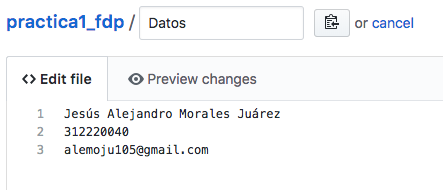 practica1_fdp / Datos or cancel
<> Edit file Preview changes
1 Jesús Alejandro Morales Juárez
2 312220040
3 alemoju105@gmail.com